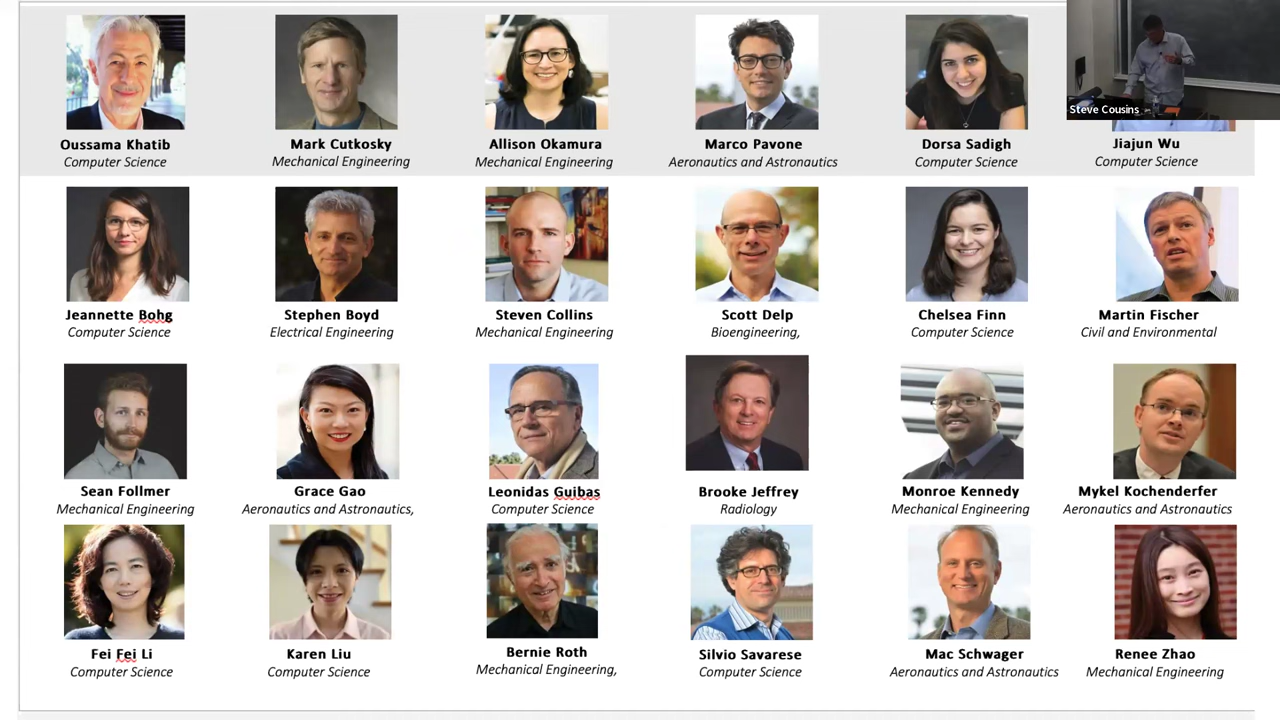 Steve Cousins
Oussama Khatib
Computer Science
Mark Cutkosky
Mechanical Engineering
Allison Okamura
Mechanical Engineering
Marco Pavone
Aeronautics and Astronautics
Dorsa Sadigh
Computer Science
Jiajun Wu
Computer Science
Jeannette Bohg
Computer Science
Stephen Boyd
Electrical Engineering
Steven Collins
Mechanical Engineering
Scott Delp
Bioengineering,
Chelsea Finn
Computer Science
Martin Fischer
Civil and Environmental
Sean Follmer
Mechanical Engineering
Grace Gao
Aeronautics and Astronautics,
Leonidas Guibas
Computer Science
Brooke Jeffrey
Radiology
Monroe Kennedy
Mechanical Engineering
Mykel Kochenderfer
Aeronautics and Astronautics
Fei Fei Li
Computer Science
Karen Liu
Computer Science
Bernie Roth
Mechanical Engineering,
Silvio Savarese
Computer Science
Mac Schwager
Aeronautics and Astronautics
Renee Zhao
Mechanical Engineering